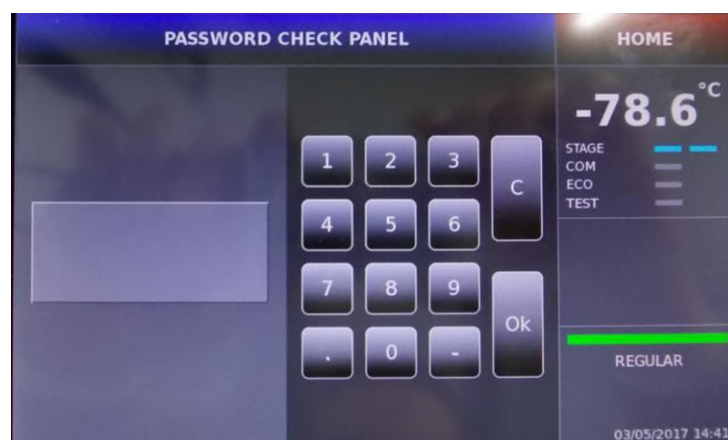 PASSWORD CHECK PANEL
HOME
-78.6°C
STAGE
COM
ECO
TEST
1 2 3 C
4 5 6
7 8 9 Ok
. 0 -
REGULAR
03/05/2017 14:41